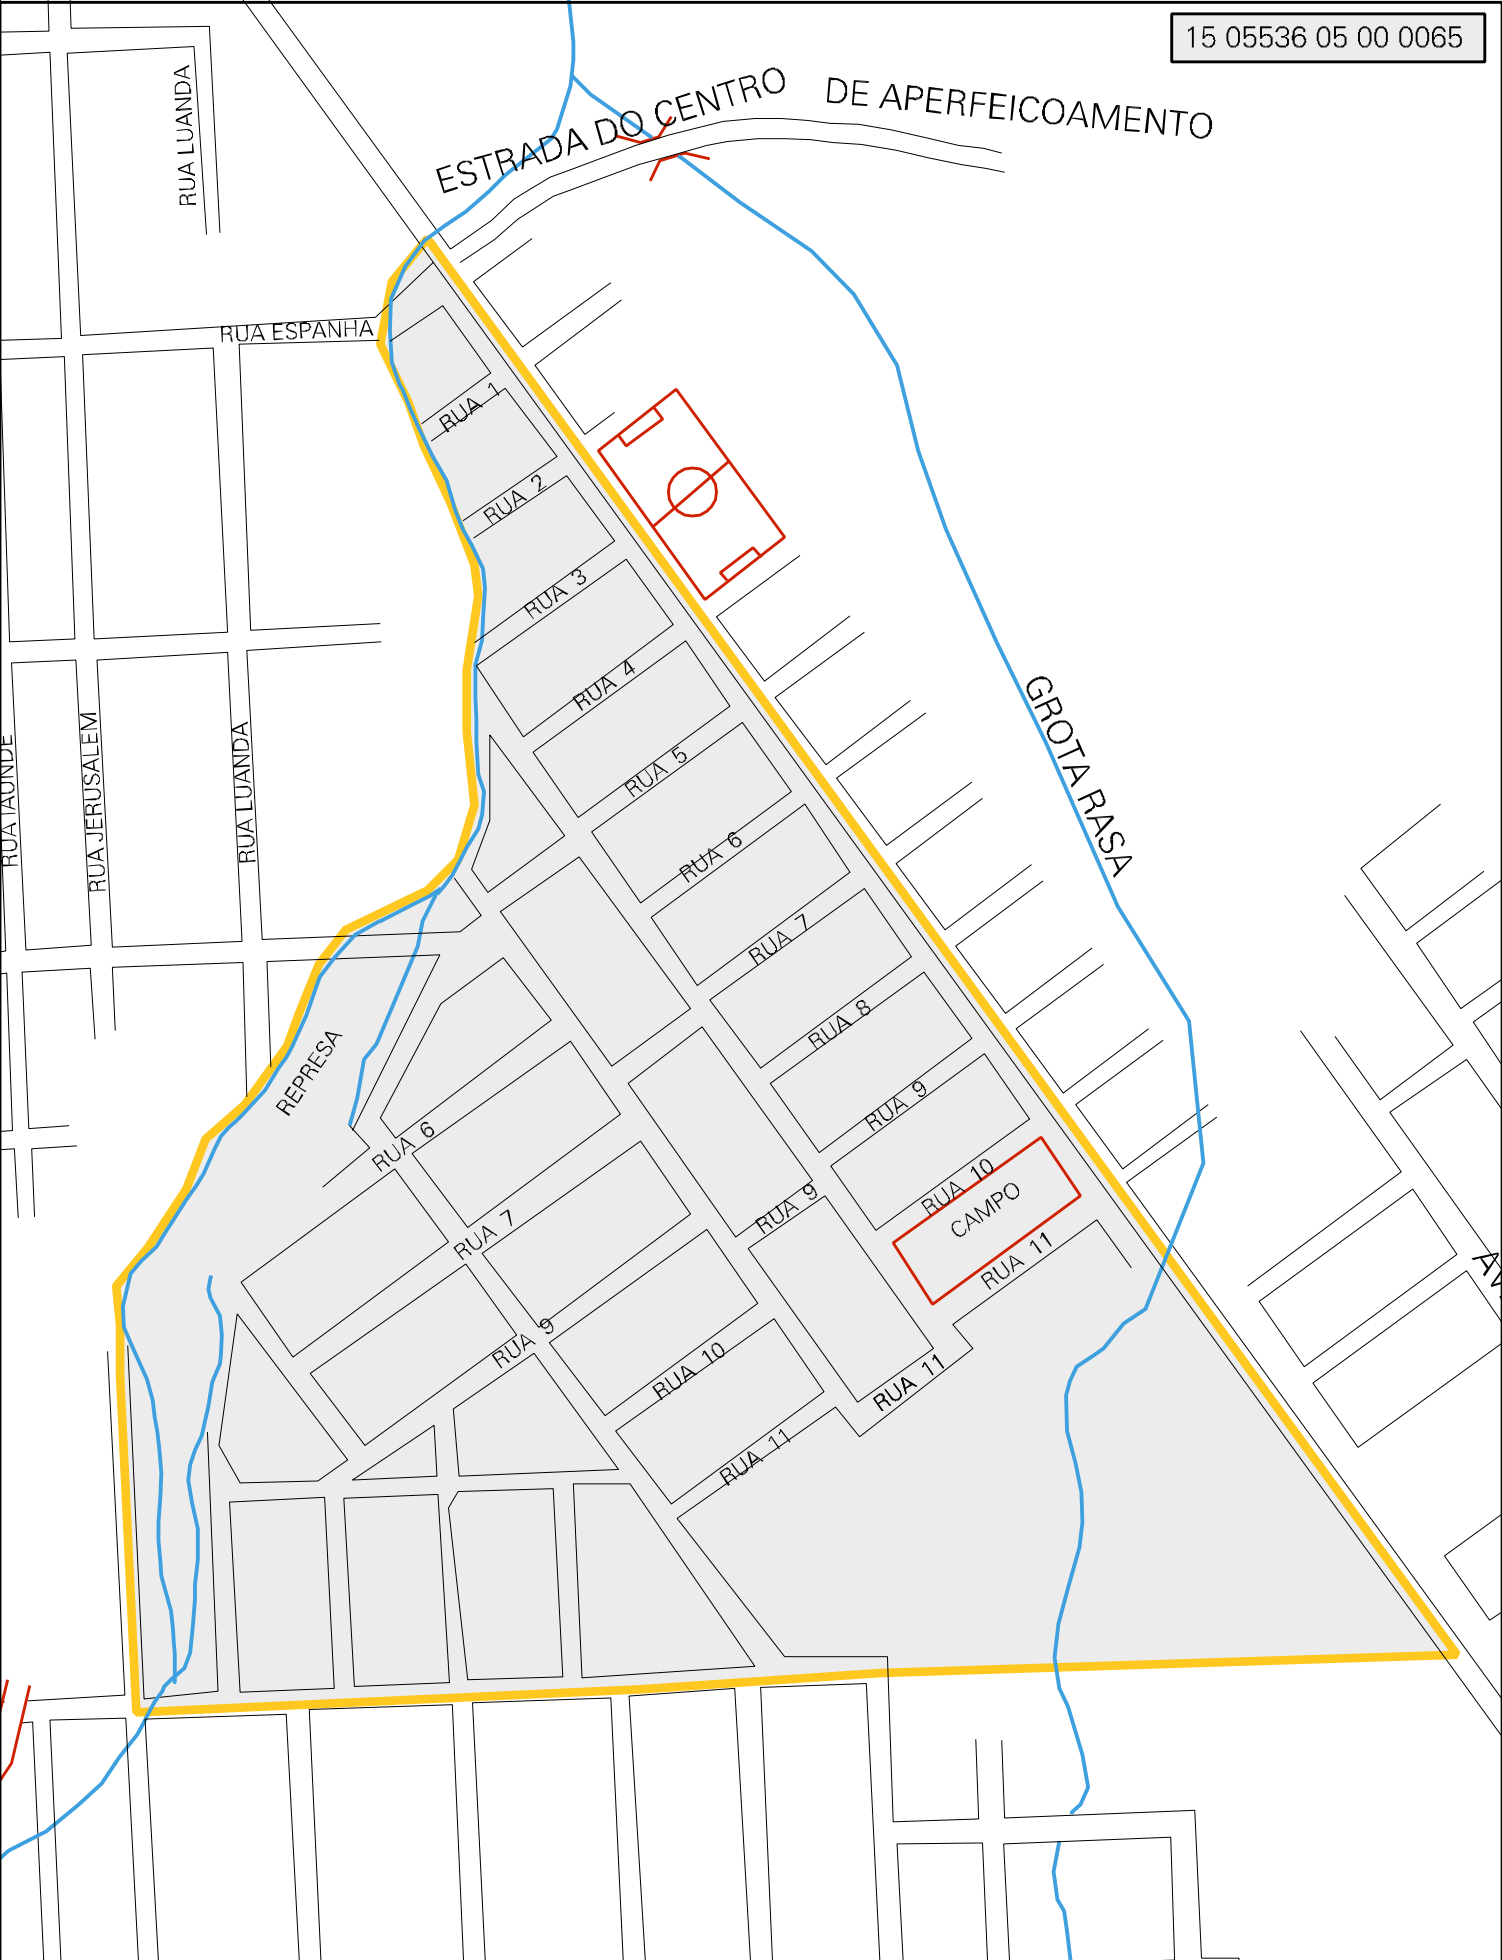 15 05536 05 00 0065
ESTRADA DO CENTRO DE APERFEICOAMENTO
RUA LUANDA
RUA ESPANHA
RUA 1
RUA 2
RUA 3
RUA 4
RUA 5
RUA 6
RUA 7
RUA 8
RUA 9
RUA 10
CAMPO
RUA 11
GROTA RASA
RUA IAUNDE
RUA JERUSALEM
RUA LUANDA
REPRESA
RUA 6
RUA 7
RUA 9
RUA 9
RUA 10
RUA 11
RUA 11